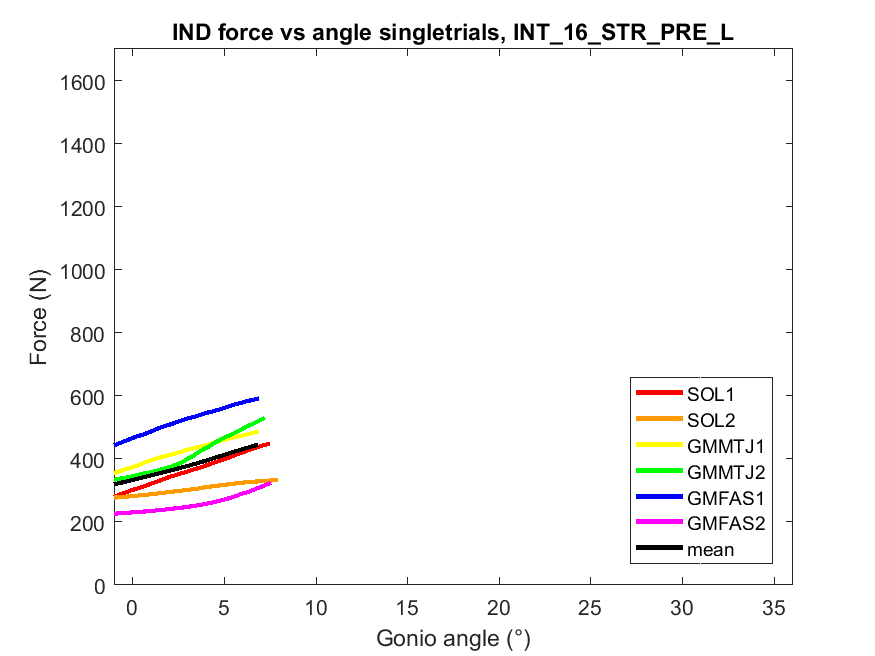 IND force vs angle singletrials, INT_16_STR_PRE_L
1600
1400
1200
1000
800
600
400
200
0
Force (N)
0 5 10 15 20 25 30 35
Gonio angle (°)
SOL1
SOL2
GMMTJ1
GMMTJ2
GMFAS1
GMFAS2
mean